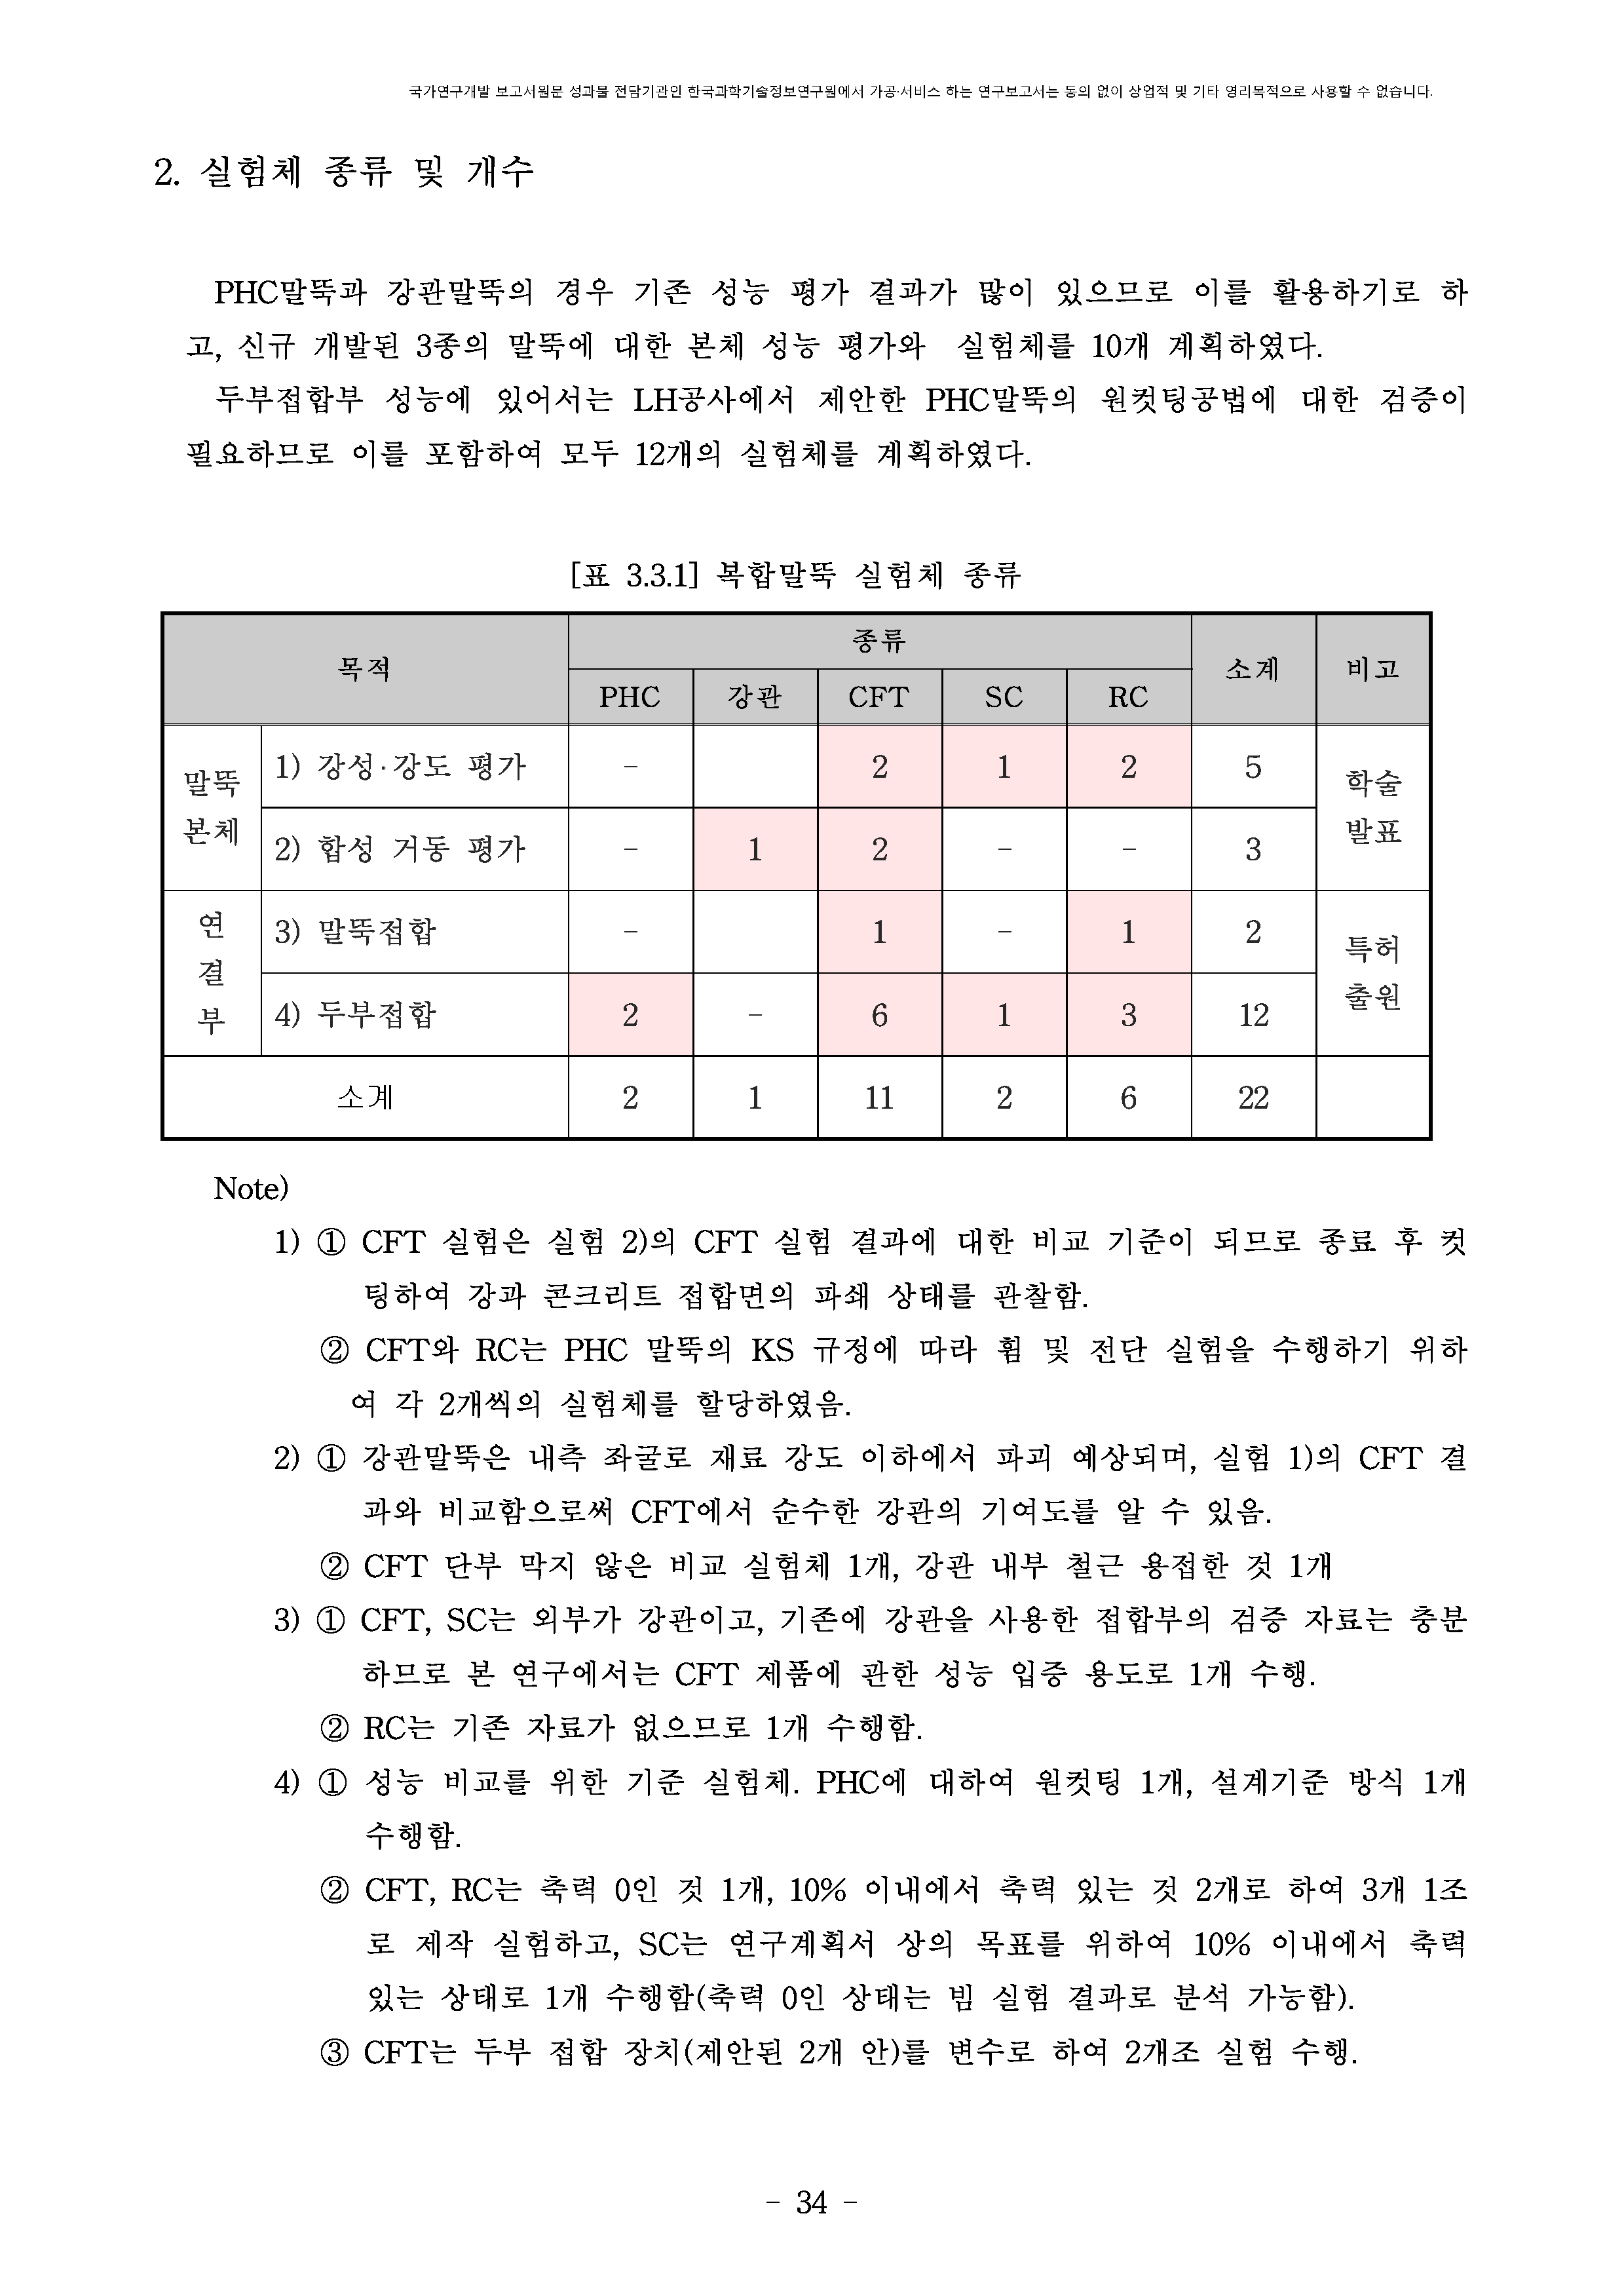 국가연구개발 보고서원문 성과물 전담기관인 한국과학기술정보연구원에서 가공·서비스 하는 연구보고서는 동의 없이 상업적 및 기타 영리목적으로 사용할 수 없습니다.
2. 실험체 종류 및 개수
PHC말뚝과 강관말뚝의 경우 기존 성능 평가 결과가 많이 있으므로 이를 활용하기로 하
고, 신규 개발된 3종의 말뚝에 대한 본체 성능 평가와 실험체를 10개 계획하였다.
두부접합부 성능에 있어서는 LH공사에서 제안한 PHC말뚝의 원컷팅공법에 대한 검증이
필요하므로 이를 포함하여 모두 12개의 실험체를 계획하였다.
[표 3.3.1] 복합말뚝 실험체 종류
목적 종류 소계 비고
PHC 강관 CFT SC RC
말뚝 본체 1) 강성·강도 평가 - 2 1 2 5 학술 발표
2) 합성 거동 평가 - 1 2 - - 3
연 결 부 3) 말뚝접합 - 1 - 1 2 특허 출원
4) 두부접합 2 - 6 1 3 12
소계 2 1 11 2 6 22
Note)
1) ① CFT 실험은 실험 2)의 CFT 실험 결과에 대한 비교 기준이 되므로 종료 후 컷
팅하여 강과 콘크리트 접합면의 파쇄 상태를 관찰함.
② CFT와 RC는 PHC 말뚝의 KS 규정에 따라 휨 및 전단 실험을 수행하기 위하
여 각 2개씩의 실험체를 할당하였음.
2) ① 강관말뚝은 내측 좌굴로 재료 강도 이하에서 파괴 예상되며, 실험 1)의 CFT 결
과와 비교함으로써 CFT에서 순수한 강관의 기여도를 알 수 있음.
② CFT 단부 막지 않은 비교 실험체 1개, 강관 내부 철근 용접한 것 1개
3) ① CFT, SC는 외부가 강관이고, 기존에 강관을 사용한 접합부의 검증 자료는 충분
하므로 본 연구에서는 CFT 제품에 관한 성능 입증 용도로 1개 수행.
② RC는 기존 자료가 없으므로 1개 수행함.
4) ① 성능 비교를 위한 기준 실험체. PHC에 대하여 원컷팅 1개, 설계기준 방식 1개
수행함.
② CFT, RC는 축력 0인 것 1개, 10% 이내에서 축력 있는 것 2개로 하여 3개 1조
로 제작 실험하고, SC는 연구계획서 상의 목표를 위하여 10% 이내에서 축력
있는 상태로 1개 수행함(축력 0인 상태는 빔 실험 결과로 분석 가능함).
③ CFT는 두부 접합 장치(제안된 2개 안)를 변수로 하여 2개조 실험 수행.
- 34 -